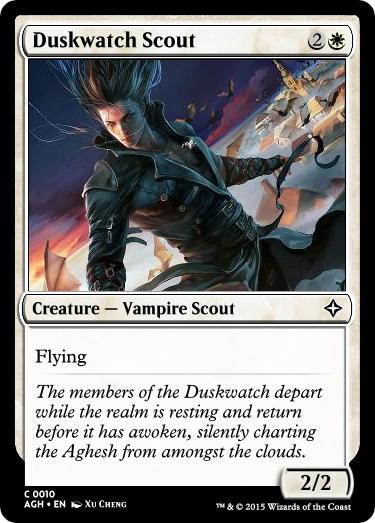 Duskwatch Scout 2
Creature — Vampire Scout
Flying
The members of the Duskwatch depart
while the realm is resting and return
before it has awoken, silently charting
the Aghesh from amongst the clouds.
2/2
C 0010
AGH • EN Xu Cheng
™ & © 2015 Wizards of the Coast